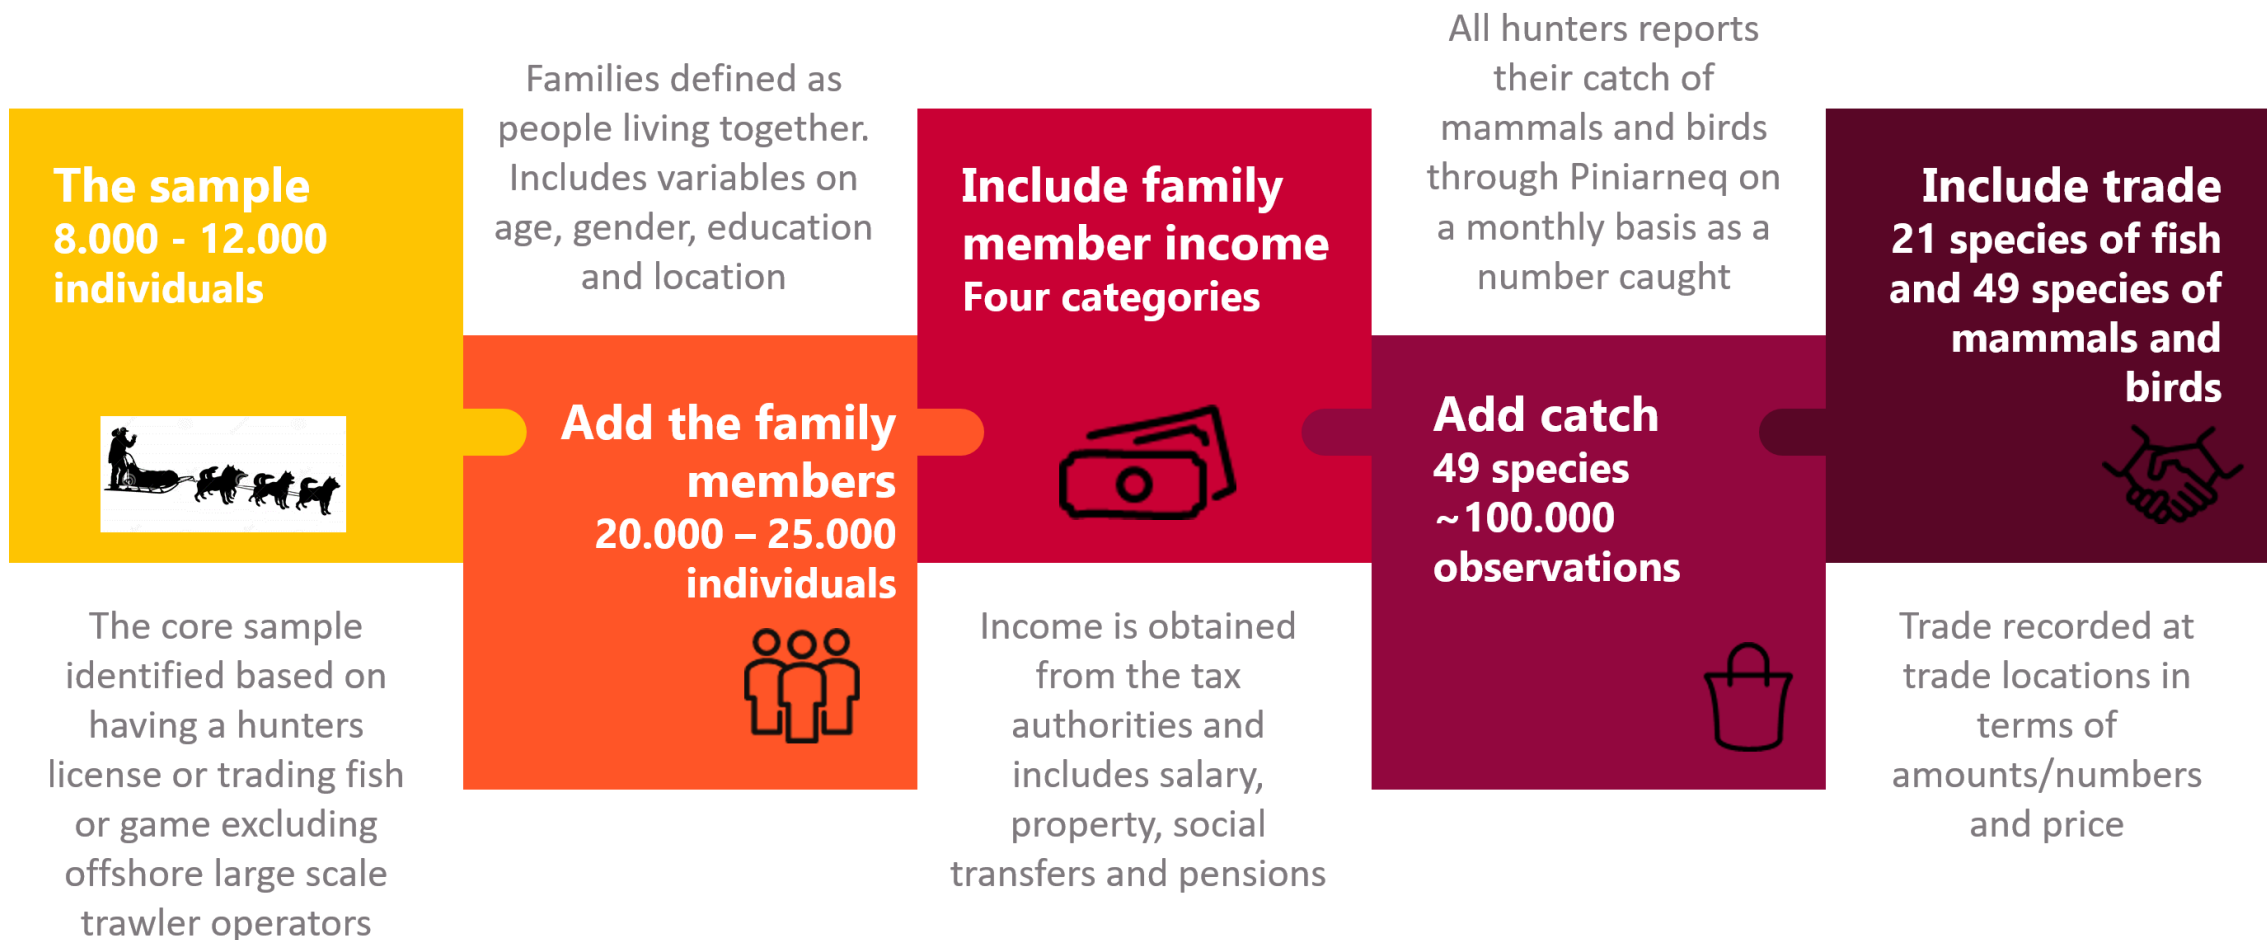 The sample
8.000 - 12.000
individuals
The core sample
identified based on
having a hunters
license or trading fish
or game excluding
offshore large scale
trawler operators
Families defined as
people living together.
Includes variables on
age, gender, education
and location
Add the family
members
20.000 – 25.000
individuals
Include family
member income
Four categories
Income is obtained
from the tax
authorities and
includes salary,
property, social
transfers and pensions
All hunters reports
their catch of
mammals and birds
through Piniarneq on
a monthly basis as a
number caught
Add catch
49 species
~100.000
observations
Include trade
21 species of fish
and 49 species of
mammals and
birds
Trade recorded at
trade locations in
terms of
amounts/numbers
and price